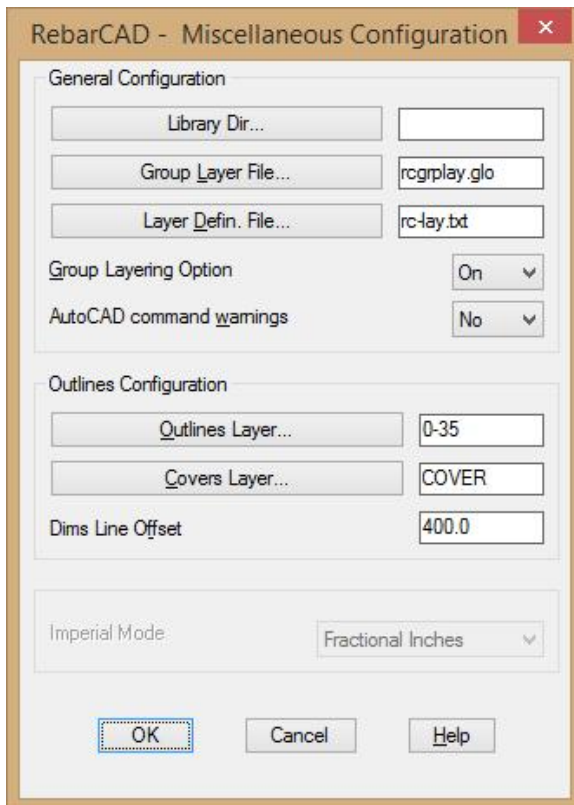 RebarCAD - Miscellaneous Configuration
General Configuration
Library Dir...
Group Layer File... rcgrplay.glo
Layer Defin. File... rc-lay.txt
Group Layering Option On
AutoCAD command warnings No
Outlines Configuration
Outlines Layer... 0-35
Covers Layer... COVER
Dims Line Offset 400.0
Imperial Mode Fractional Inches
OK Cancel Help